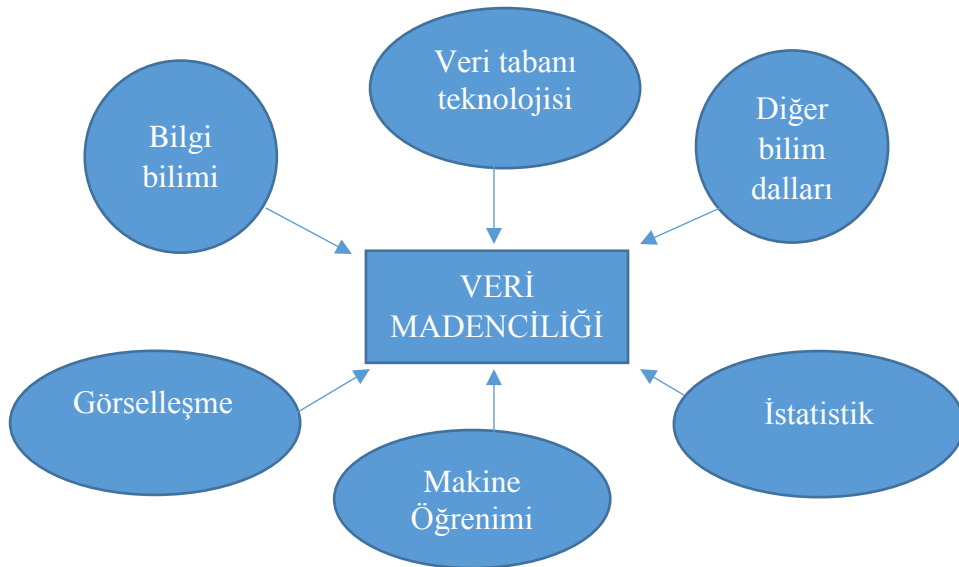 Veri tabanı
teknolojisi
Bilgi
bilimi
Diğer
bilim
dalları
VERİ
MADENCİLİĞİ
Görselleşme
İstatistik
Makine
Öğrenimi